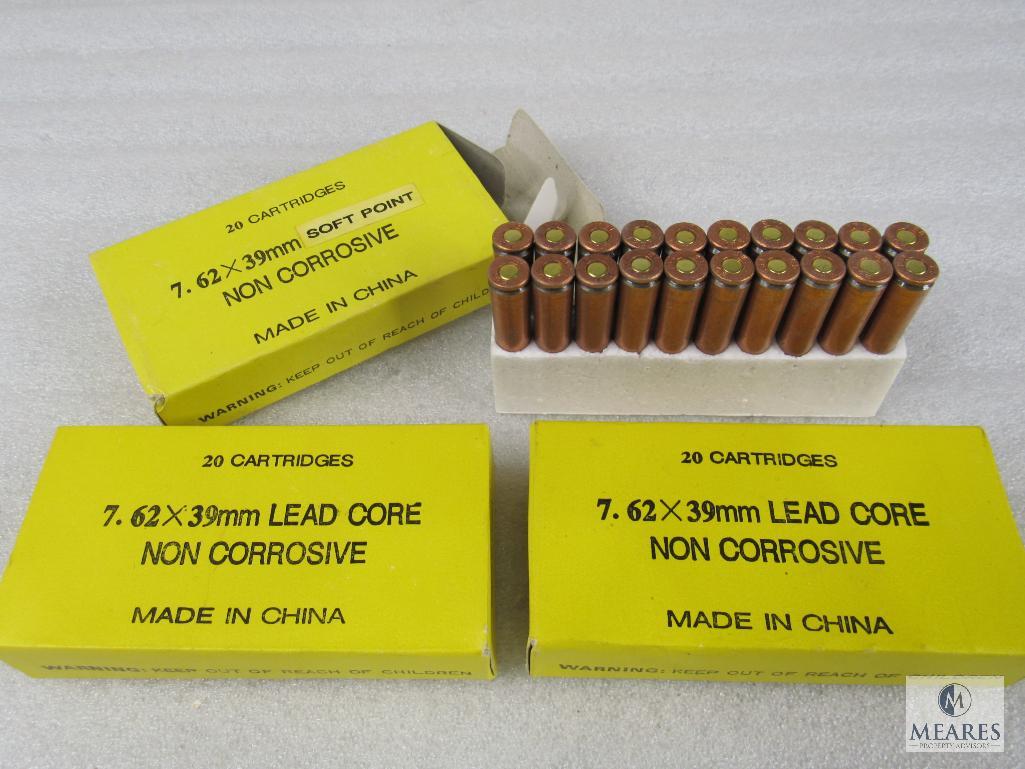 20 CARTRIDGES
7.62×39mm SOFT POINT
NON CORROSIVE
MADE IN CHINA
WARNING: KEEP OUT OF REACH OF CHILD
20 CARTRIDGES
7.62×39mm LEAD CORE
NON CORROSIVE
MADE IN CHINA
WARNING: KEEP OUT OF REACH OF CHILDREN
20 CARTRIDGES
7.62×39mm LEAD CORE
NON CORROSIVE
MADE IN CHINA
WARNING: KEEP OUT OF REACH OF
M
MEARES
PROPERTY ADVISORS